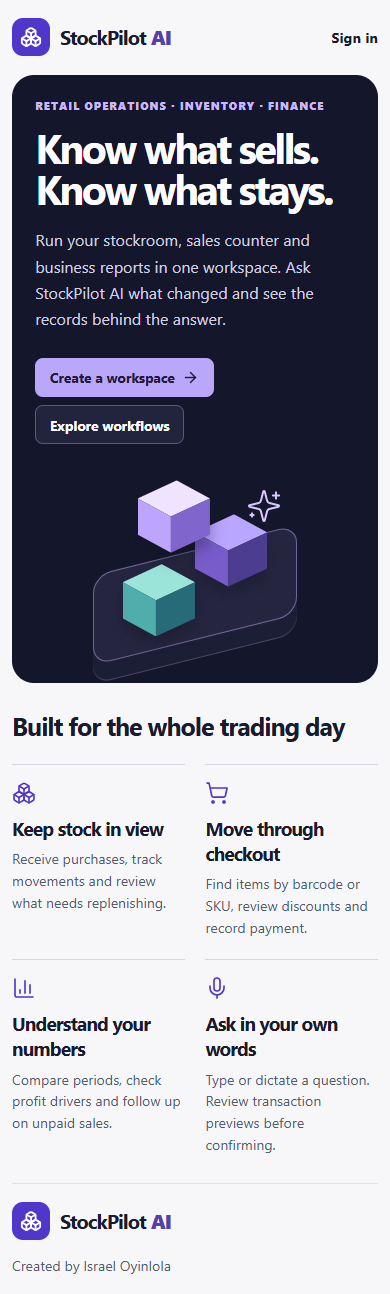 StockPilot AI
Sign in
RETAIL OPERATIONS · INVENTORY · FINANCE
Know what sells.
Know what stays.
Run your stockroom, sales counter and
business reports in one workspace. Ask
StockPilot AI what changed and see the
records behind the answer.
Create a workspace
Explore workflows
Built for the whole trading day
Keep stock in view
Receive purchases, track
movements and review
what needs replenishing.
Move through
checkout
Find items by barcode or
SKU, review discounts and
record payment.
Understand your
numbers
Compare periods, check
profit drivers and follow up
on unpaid sales.
Ask in your own
words
Type or dictate a question.
Review transaction
previews before
confirming.
StockPilot AI
Created by Israel Oyinlola